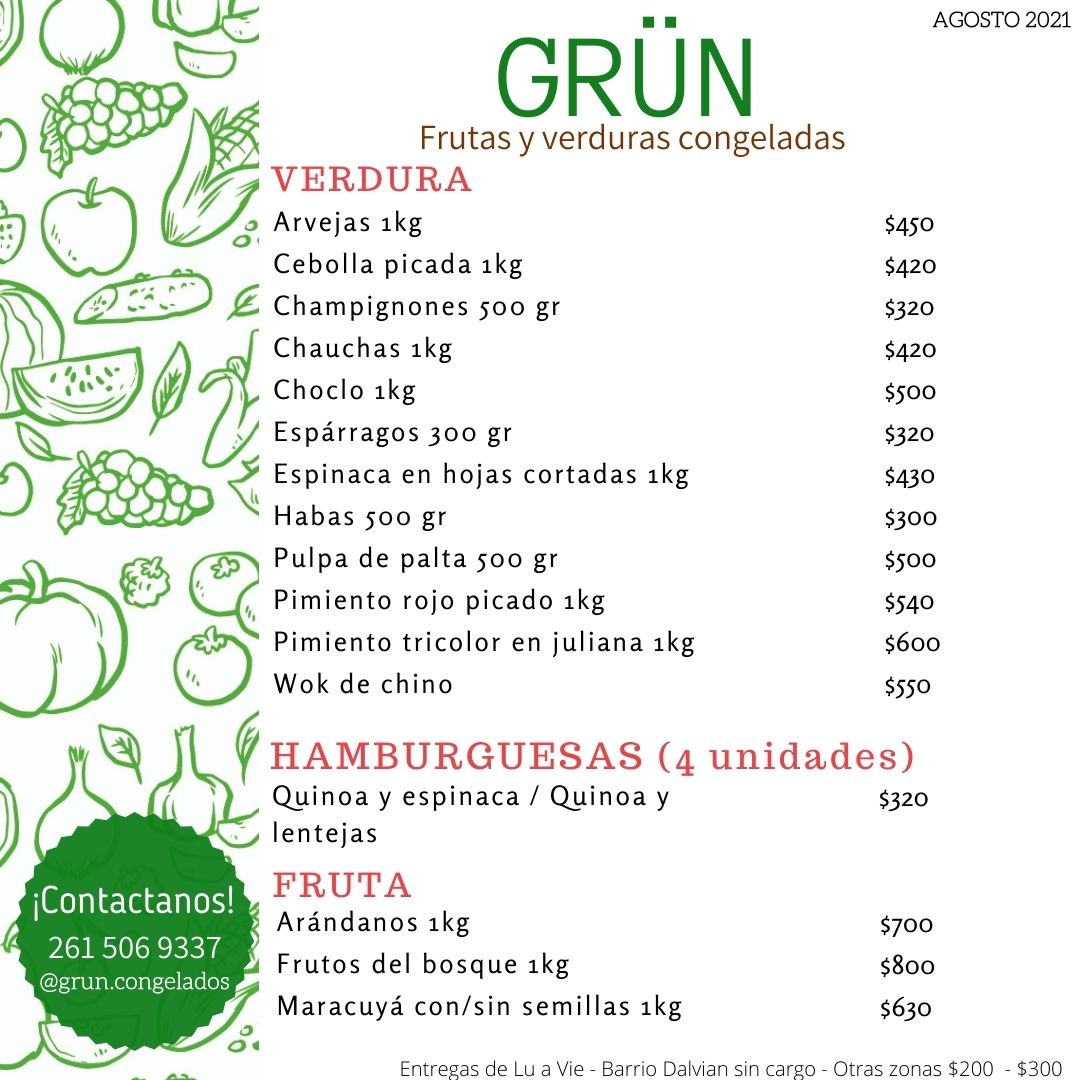 AGOSTO 2021
GRÜN
Frutas y verduras congeladas
VERDURA
Arvejas 1kg $450
Cebolla picada 1kg $420
Champignones 500 gr $320
Chauchas 1kg $420
Choclo 1kg $500
Espárragos 300 gr $320
Espinaca en hojas cortadas 1kg $430
Habas 500 gr $300
Pulpa de palta 500 gr $500
Pimiento rojo picado 1kg $540
Pimiento tricolor en juliana 1kg $600
Wok de chino $550
HAMBURGUESAS (4 unidades)
Quinoa y espinaca / Quinoa y $320
lentejas
FRUTA
Arándanos 1kg $700
Frutos del bosque 1kg $800
Maracuyá con/sin semillas 1kg $630
¡Contactanos!
261 506 9337
@grun.congelados
Entregas de Lu a Vie - Barrio Dalvian sin cargo - Otras zonas $200 - $300